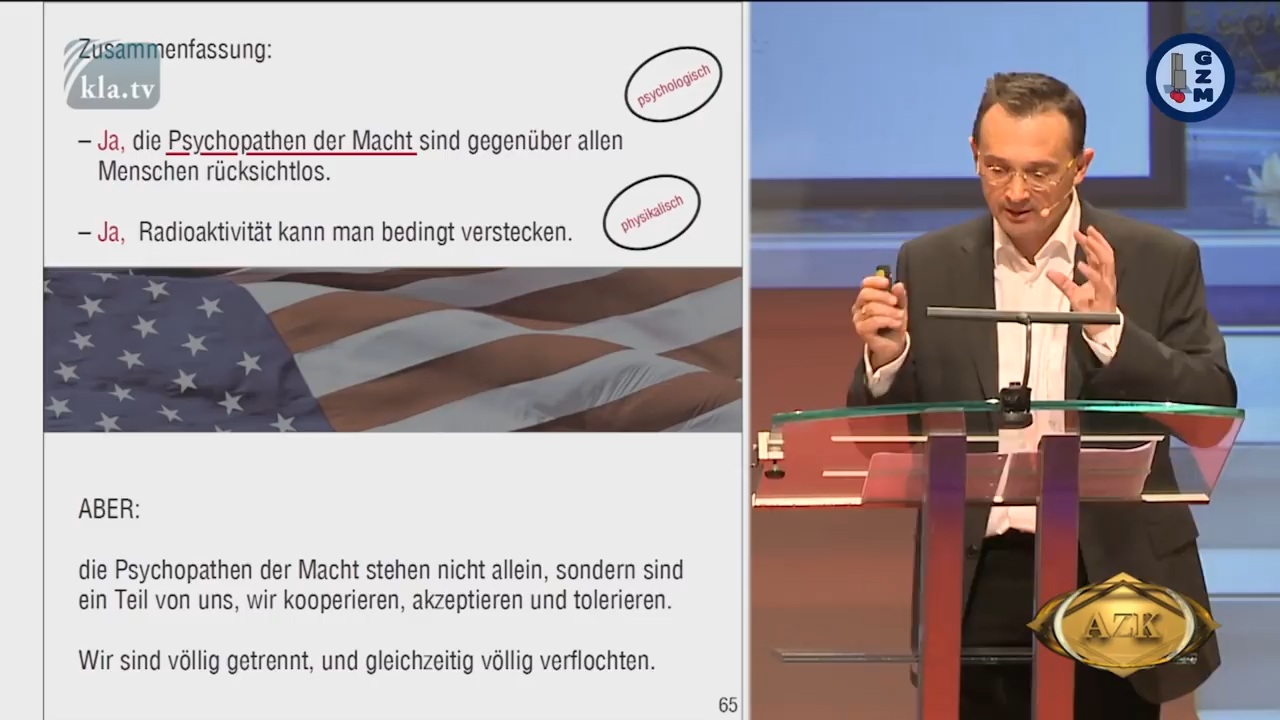 Zusammenfassung:
kla.tv
psychologisch
– Ja, die Psychopathen der Macht sind gegenüber allen
Menschen rücksichtlos.
physikalisch
– Ja, Radioaktivität kann man bedingt verstecken.
ABER:
die Psychopathen der Macht stehen nicht allein, sondern sind
ein Teil von uns, wir kooperieren, akzeptieren und tolerieren.
Wir sind völlig getrennt, und gleichzeitig völlig verflochten.
65
GZM
AZK